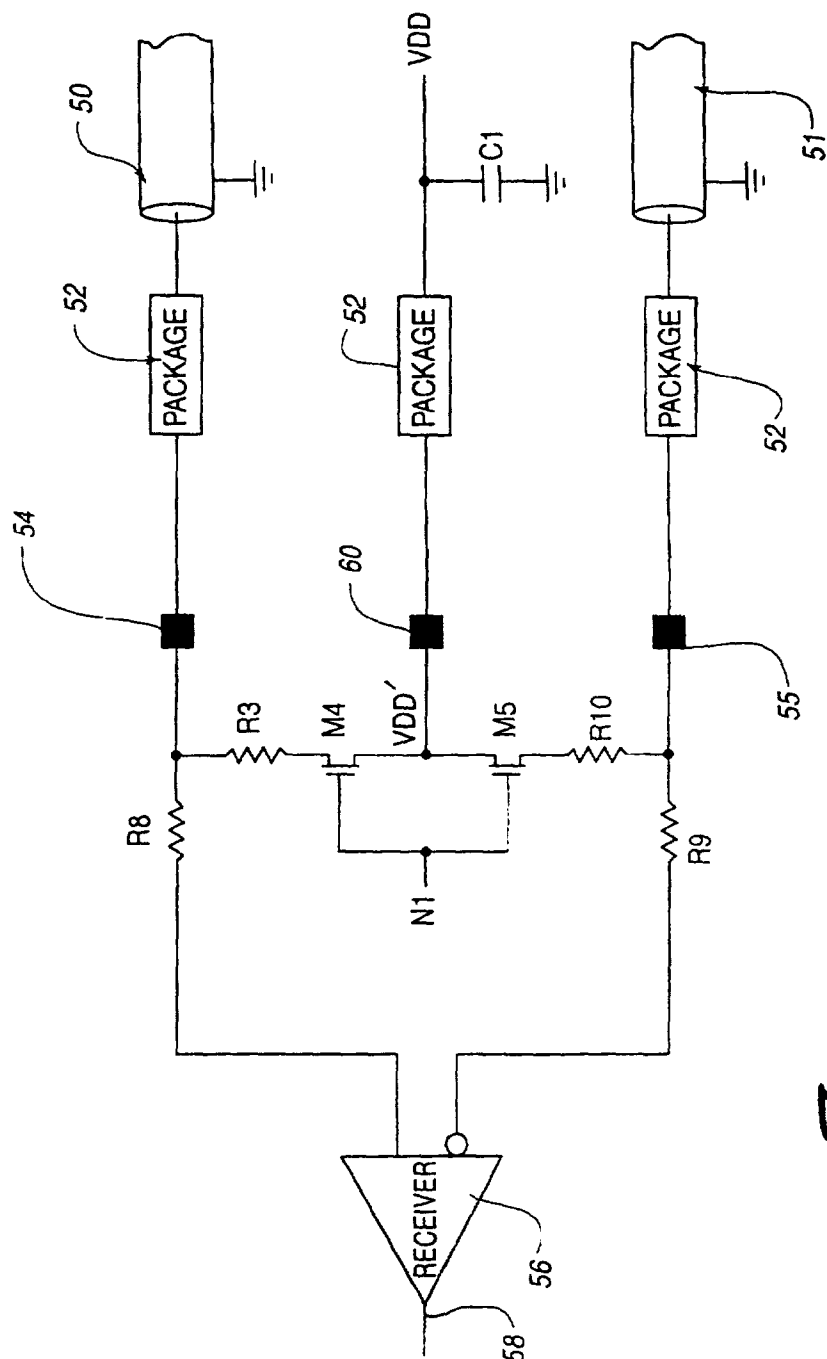 50
52
PACKAGE
54
R8
R3
M4
VDD
C1
52
PACKAGE
60
VDD′
N1
M5
R10
51
PACKAGE
52
55
R9
RECEIVER
56
58